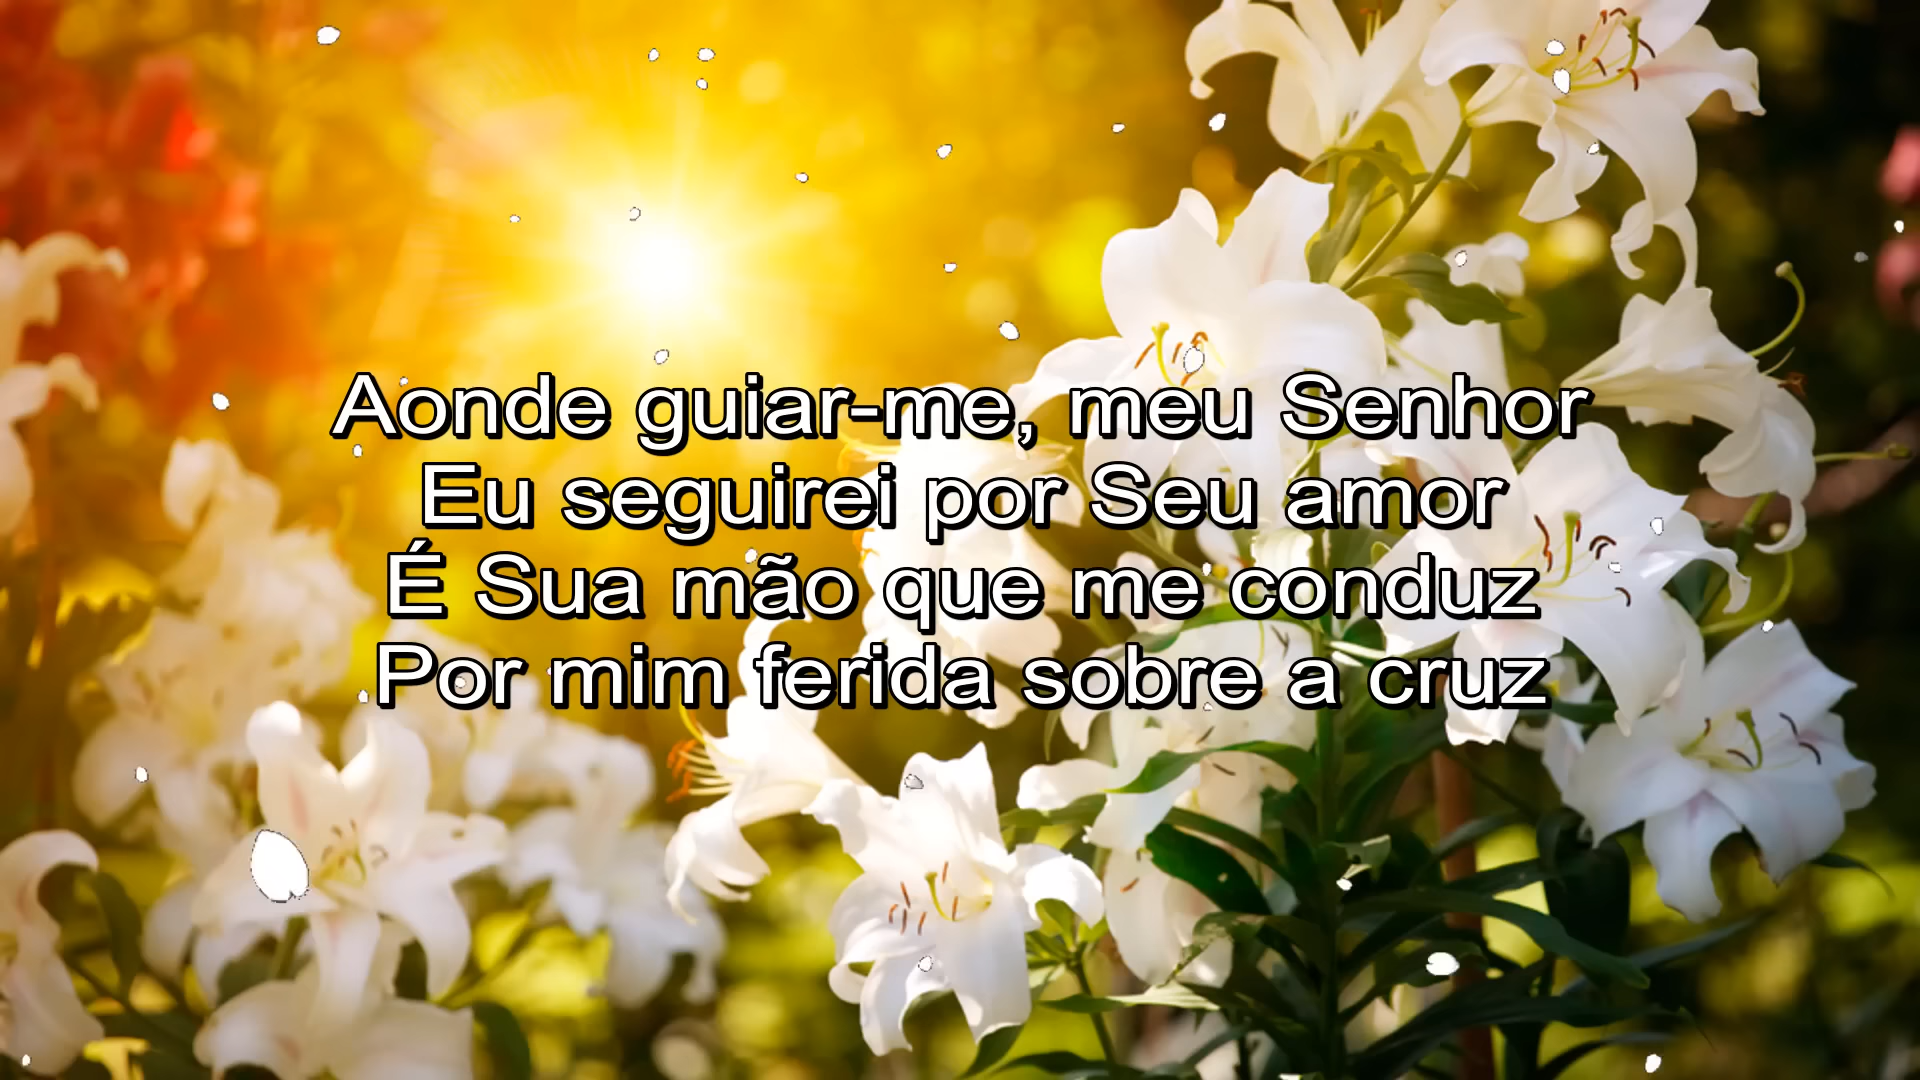 Aonde guiar-me, meu Senhor
Eu seguirei por Seu amor
É Sua mão que me conduz
Por mim ferida sobre a cruz